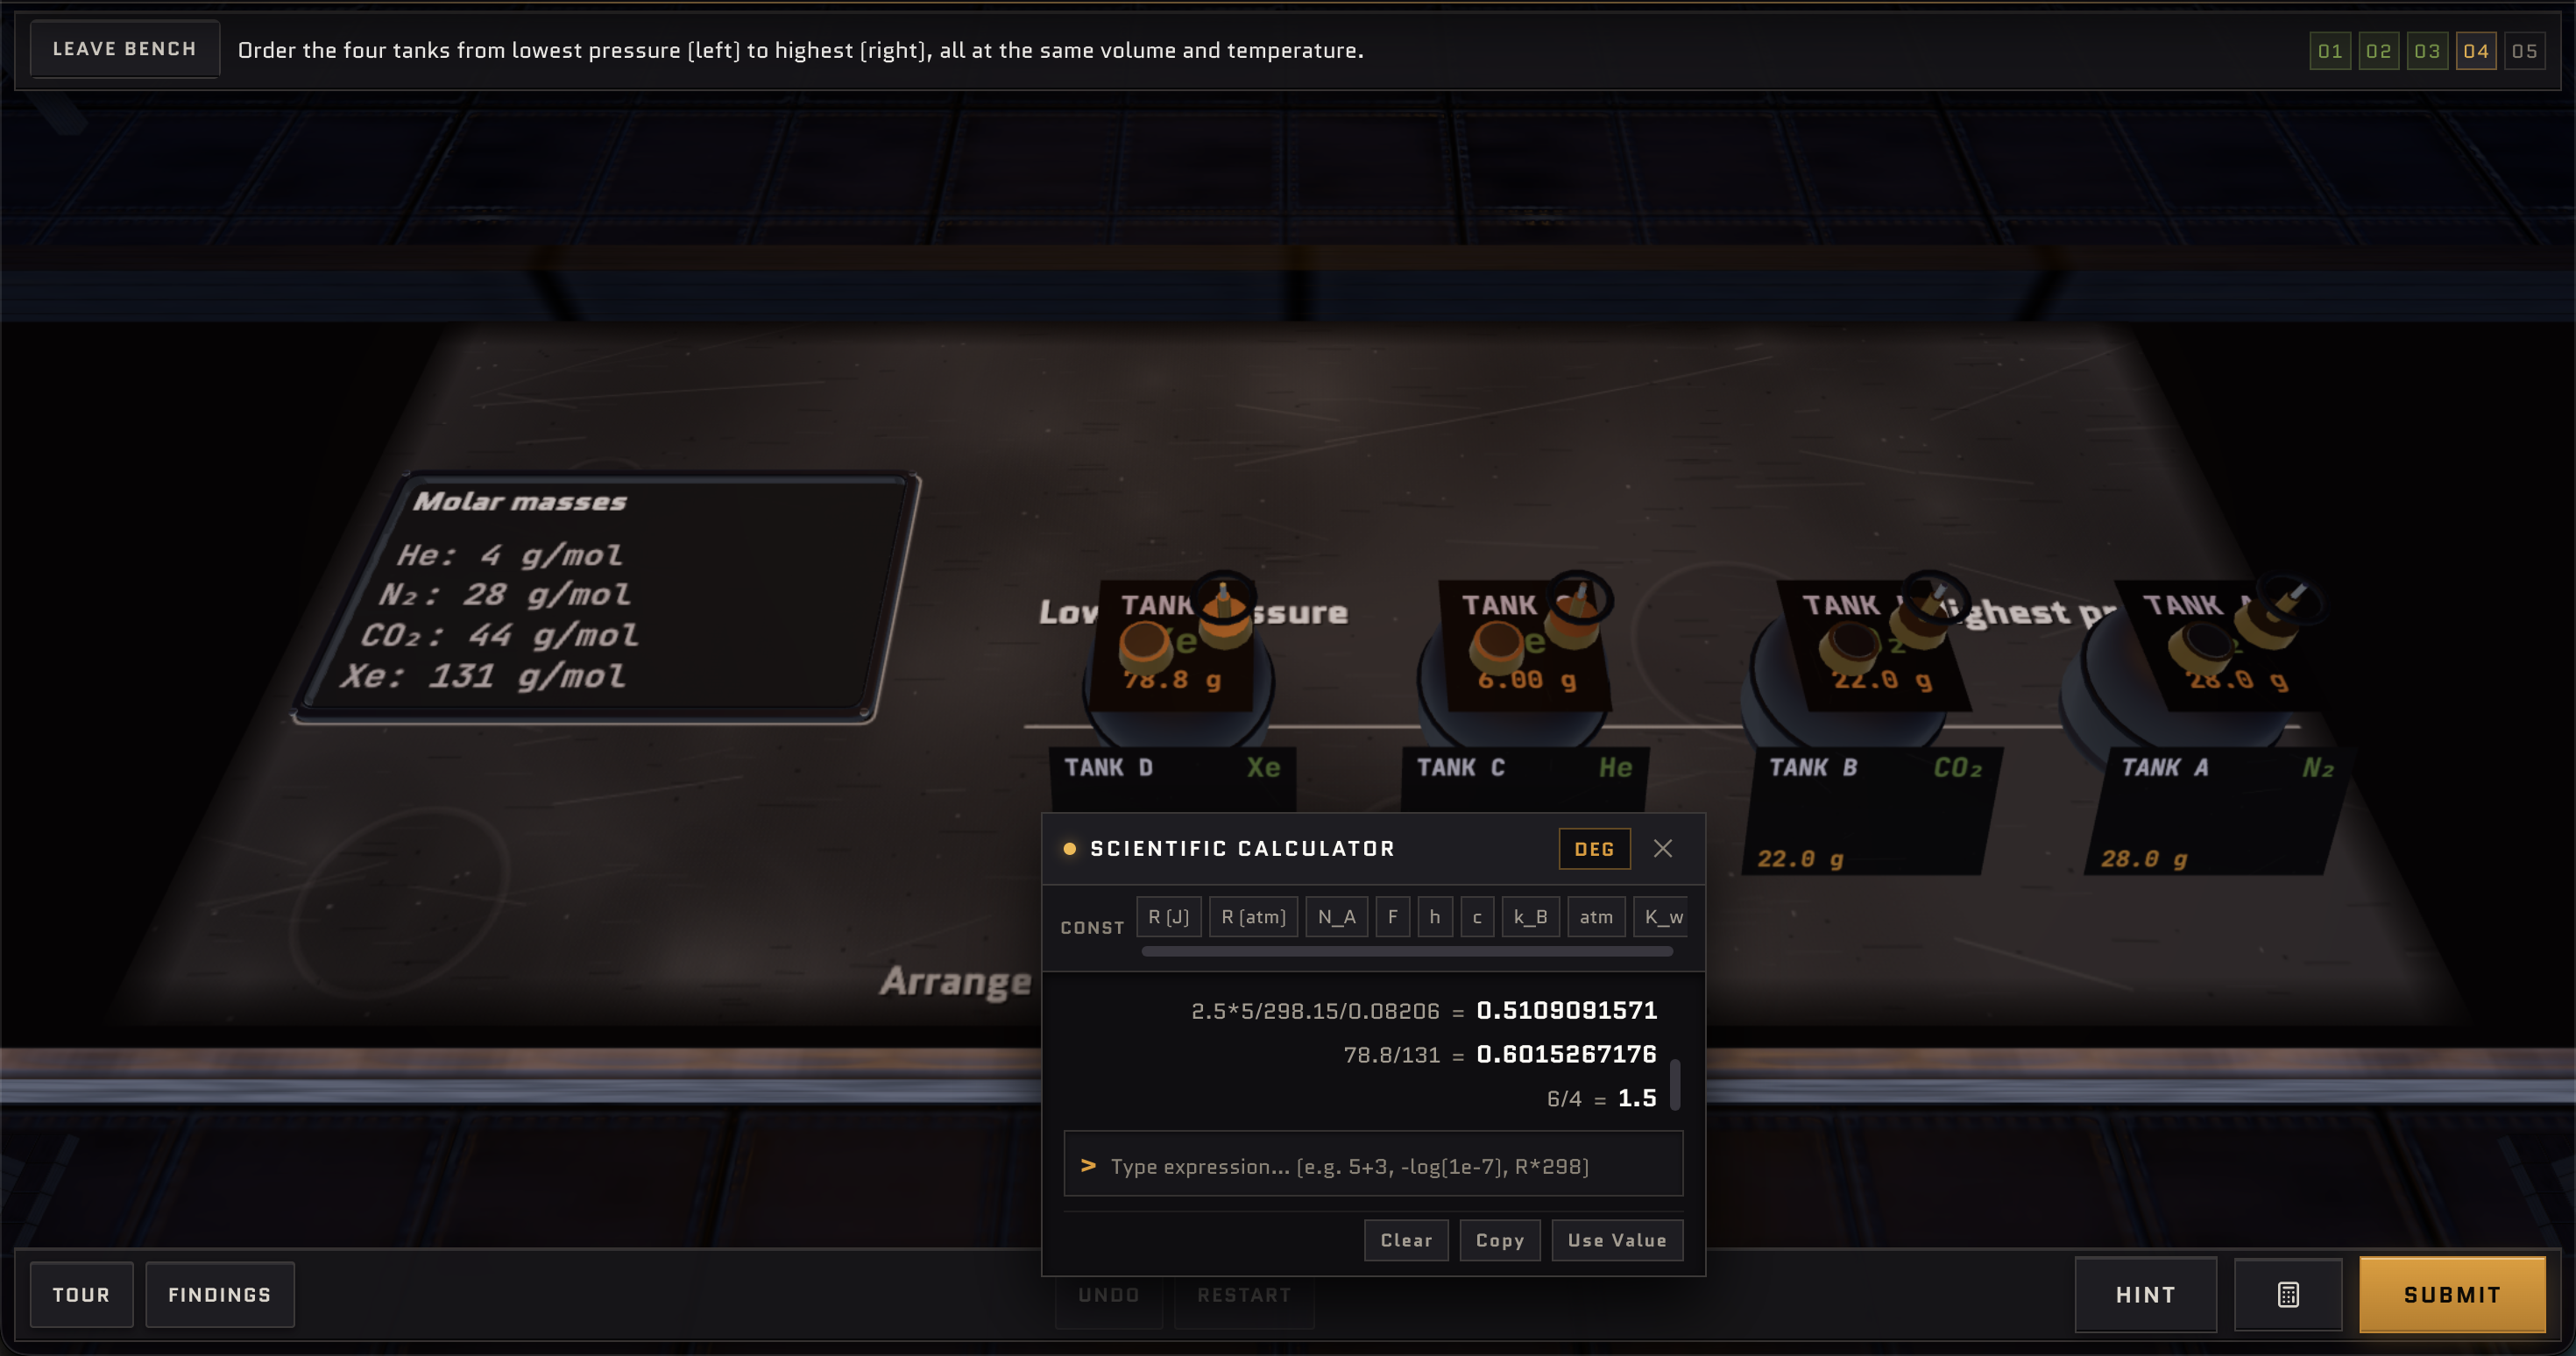 LEAVE BENCH
Order the four tanks from lowest pressure (left) to highest (right), all at the same volume and temperature.
01 02 03 04 05
Molar masses
He: 4 g/mol
N₂: 28 g/mol
CO₂: 44 g/mol
Xe: 131 g/mol
TANK
78.8 g
TANK
6.00 g
TANK
22.0 g
TANK
28.0 g
TANK D Xe
TANK C He
TANK B CO₂
22.0 g
TANK A N₂
28.0 g
Arrange
SCIENTIFIC CALCULATOR
DEG
CONST R (J) R (atm) N_A F h c k_B atm K_w
2.5*5/298.15/0.08206 = 0.5109091571
78.8/131 = 0.6015267176
6/4 = 1.5
> Type expression... (e.g. 5+3, -log(1e-7), R*298)
Clear Copy Use Value
TOUR FINDINGS UNDO RESTART HINT SUBMIT